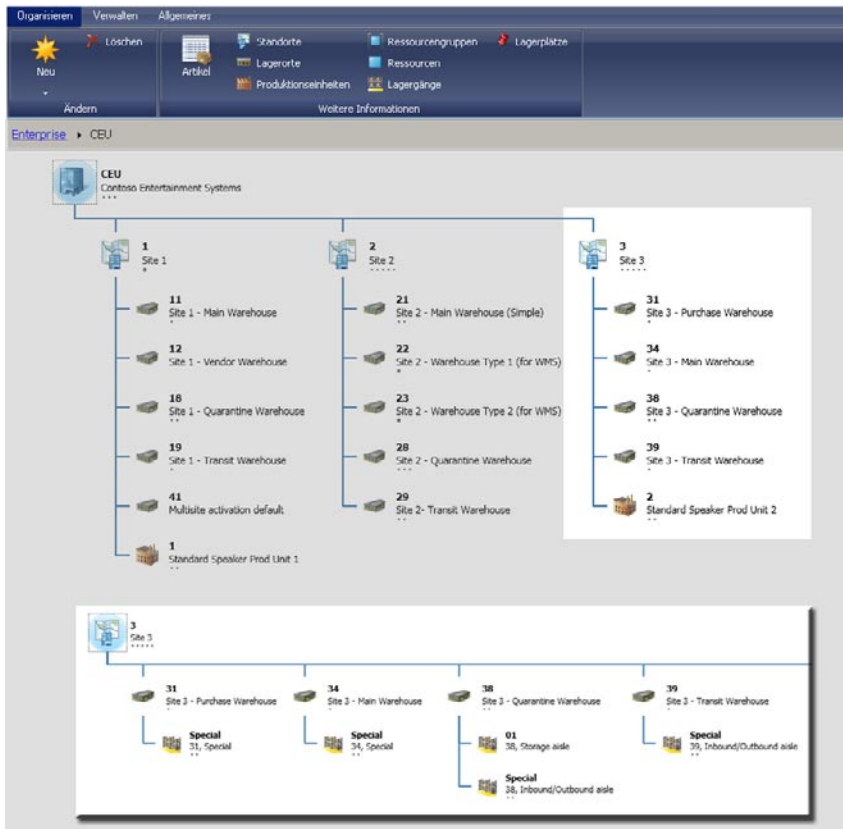 Organisieren Verwalten Allgemeines
Neu
Löschen
Ändern
Artikel
Standorte
Lagerorte
Produktionseinheiten
Ressourcengruppen
Ressourcen
Lagergänge
Lagerplätze
Weitere Informationen
Enterprise ▸ CEU
CEU
Contoso Entertainment Systems
1
Site 1
11
Site 1 - Main Warehouse
12
Site 1 - Vendor Warehouse
18
Site 1 - Quarantine Warehouse
19
Site 1 - Transit Warehouse
41
Multisite activation default
1
Standard Speaker Prod Unit 1
2
Site 2
21
Site 2 - Main Warehouse (Simple)
22
Site 2 - Warehouse Type 1 (for WMS)
23
Site 2 - Warehouse Type 2 (for WMS)
28
Site 2 - Quarantine Warehouse
29
Site 2- Transit Warehouse
3
Site 3
31
Site 3 - Purchase Warehouse
34
Site 3 - Main Warehouse
38
Site 3 - Quarantine Warehouse
39
Site 3 - Transit Warehouse
2
Standard Speaker Prod Unit 2
3
Site 3
31
Site 3 - Purchase Warehouse
Special
31, Special
34
Site 3 - Main Warehouse
Special
34, Special
38
Site 3 - Quarantine Warehouse
01
38, Storage aisle
Special
38, Inbound/Outbound aisle
39
Site 3 - Transit Warehouse
Special
39, Inbound/Outbound aisle